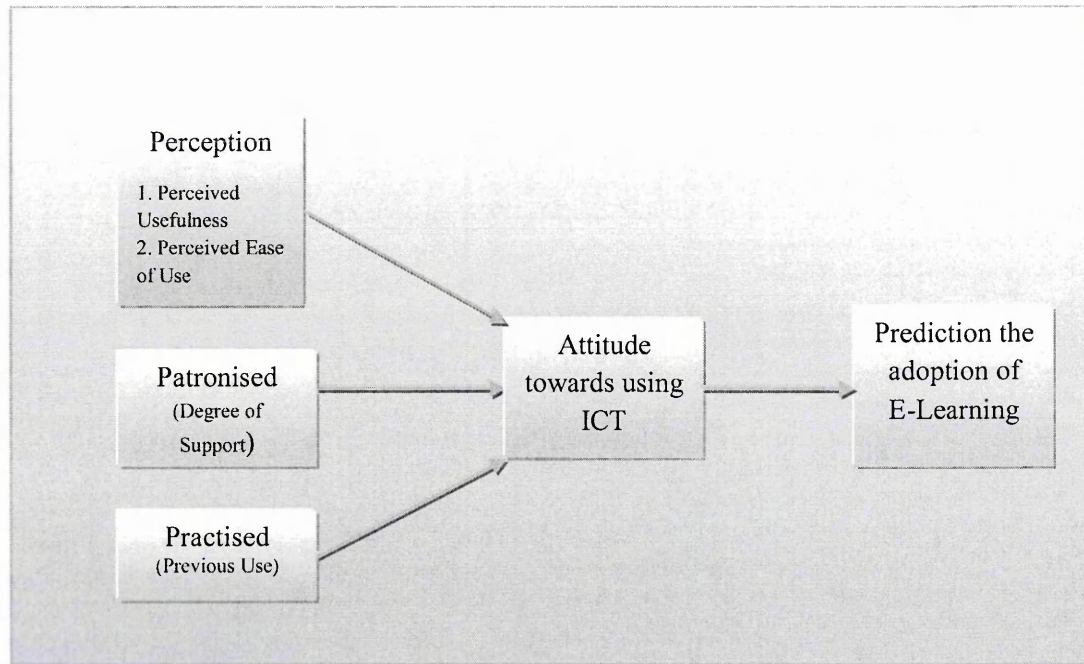 Perception
1. Perceived
Usefulness
2. Perceived Ease
of Use
Patronised
(Degree of
Support)
Practised
(Previous Use)
Attitude
towards using
ICT
Prediction the
adoption of
E-Learning